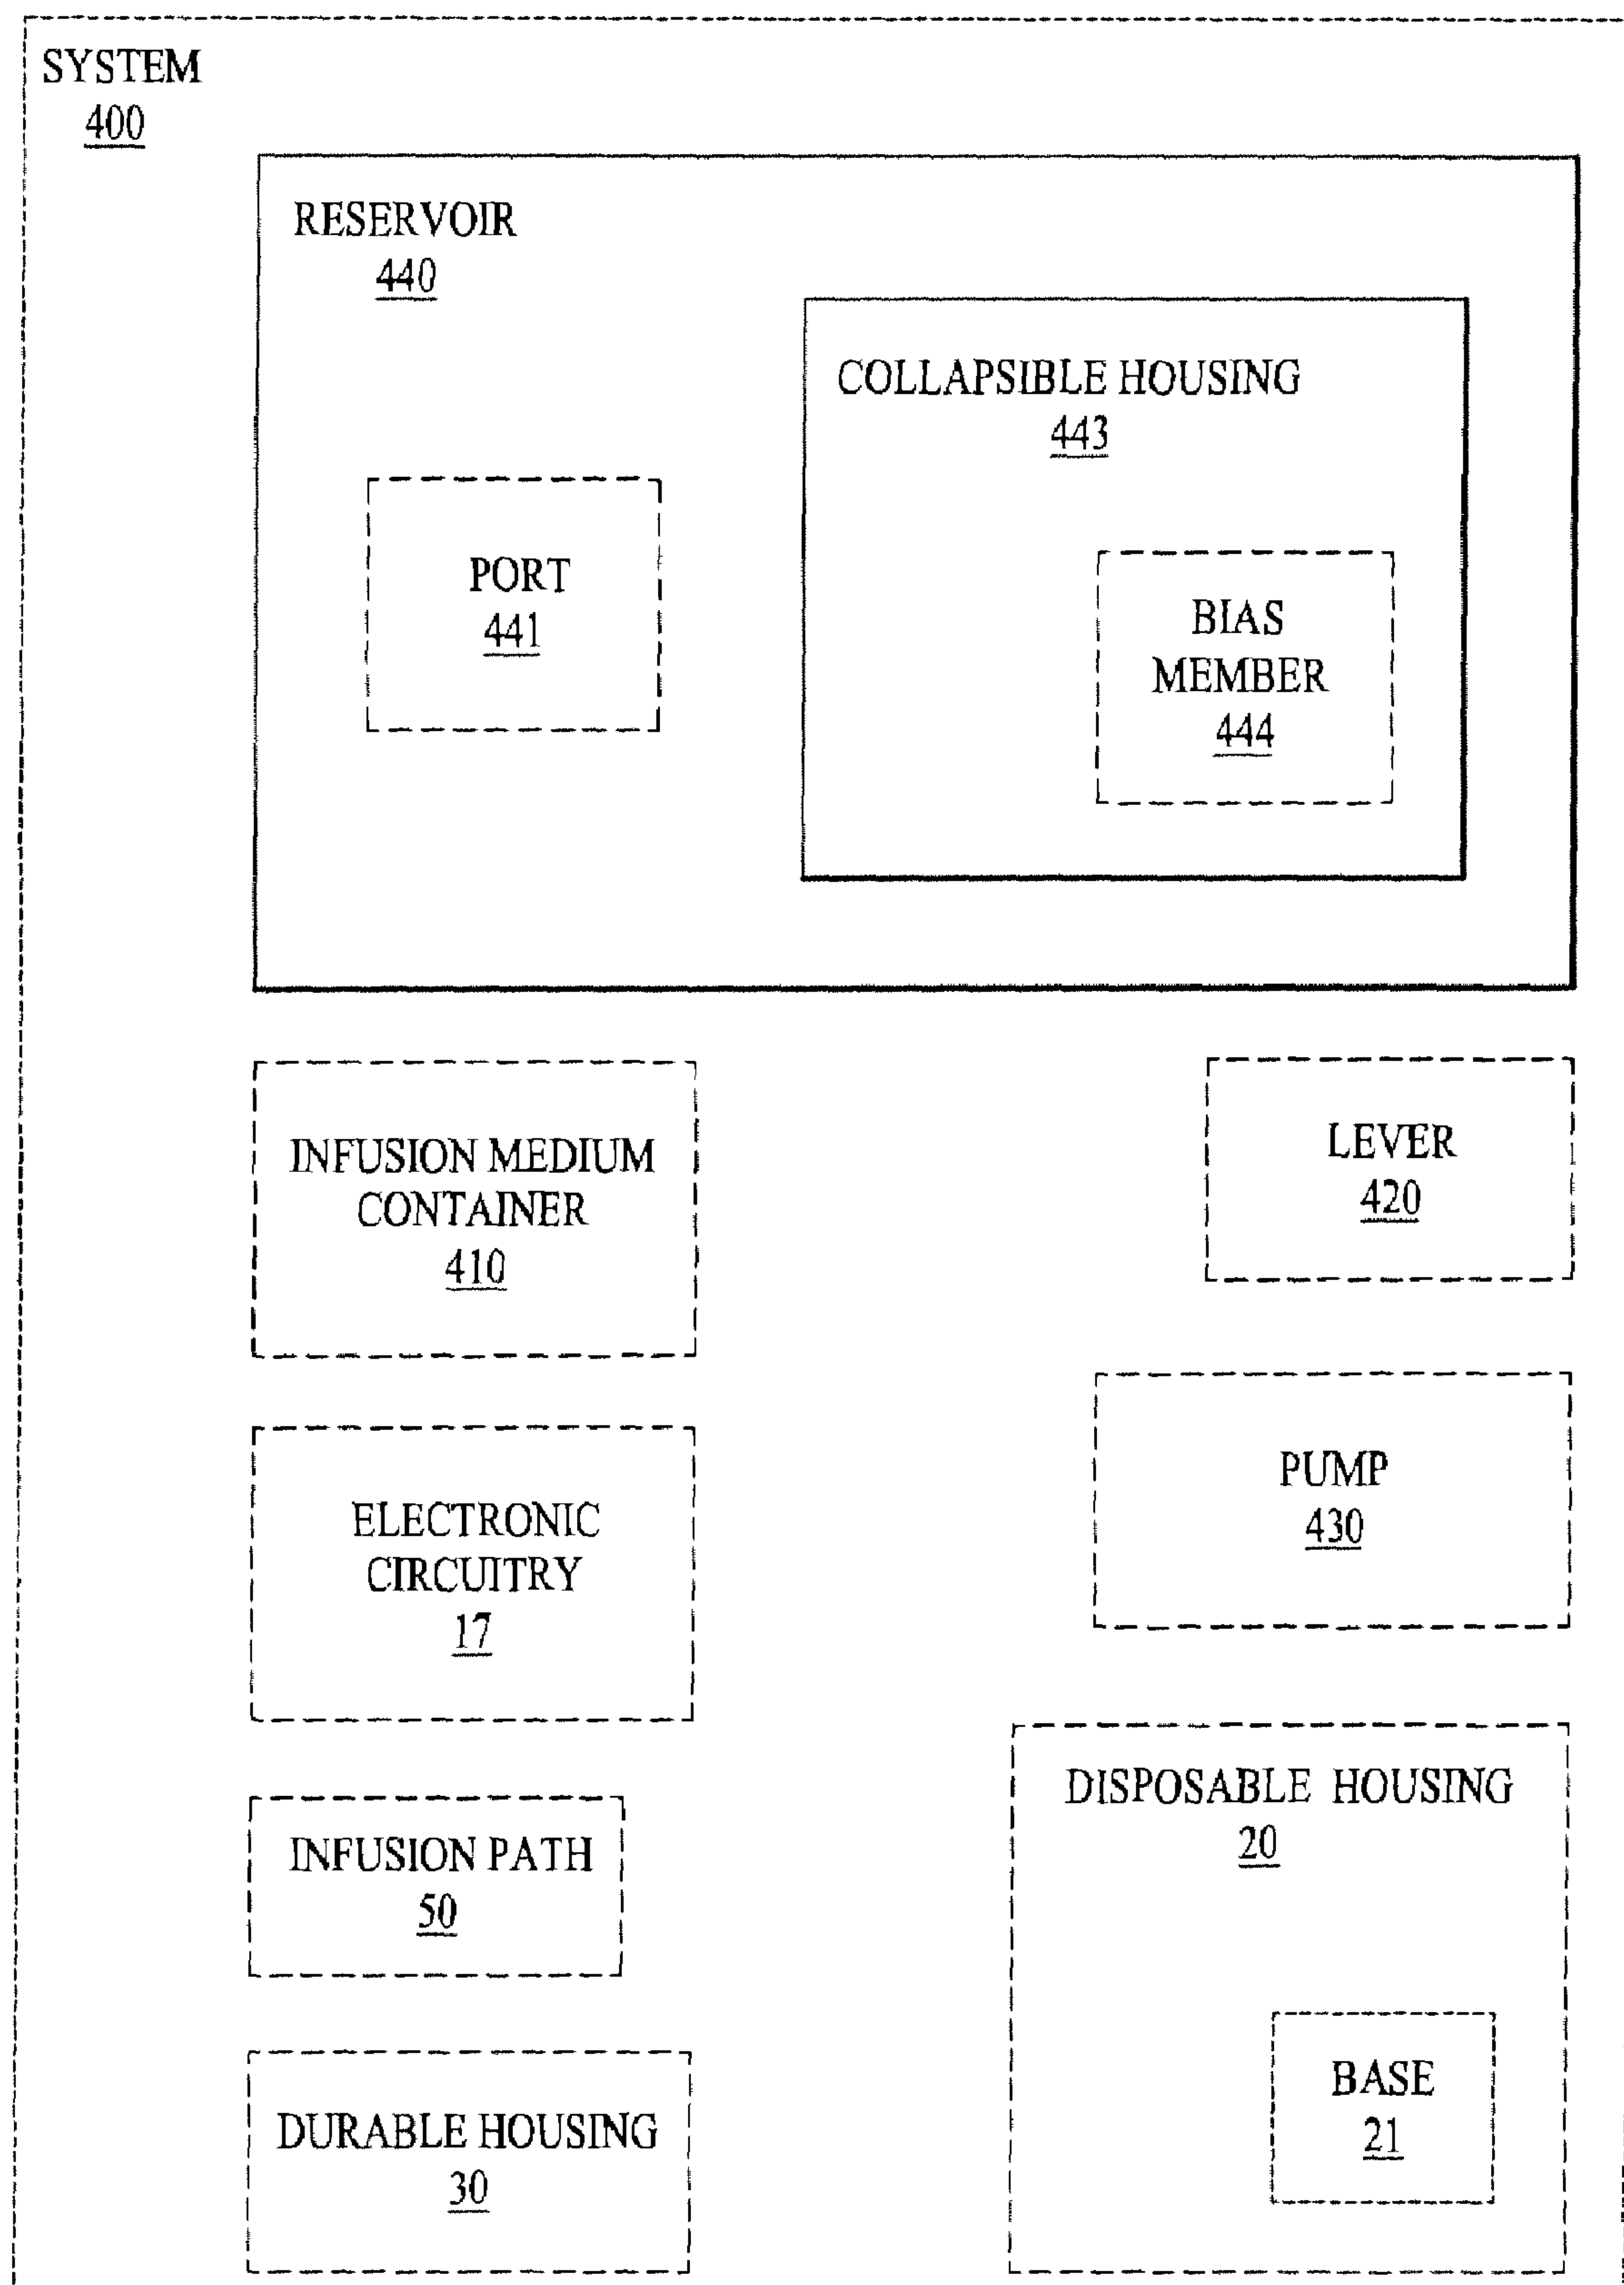 SYSTEM
400
RESERVOIR
440
COLLAPSIBLE HOUSING
443
PORT
441
BIAS
MEMBER
444
INFUSION MEDIUM
CONTAINER
410
LEVER
420
ELECTRONIC
CIRCUITRY
17
PUMP
430
INFUSION PATH
50
DISPOSABLE HOUSING
20
DURABLE HOUSING
30
BASE
21